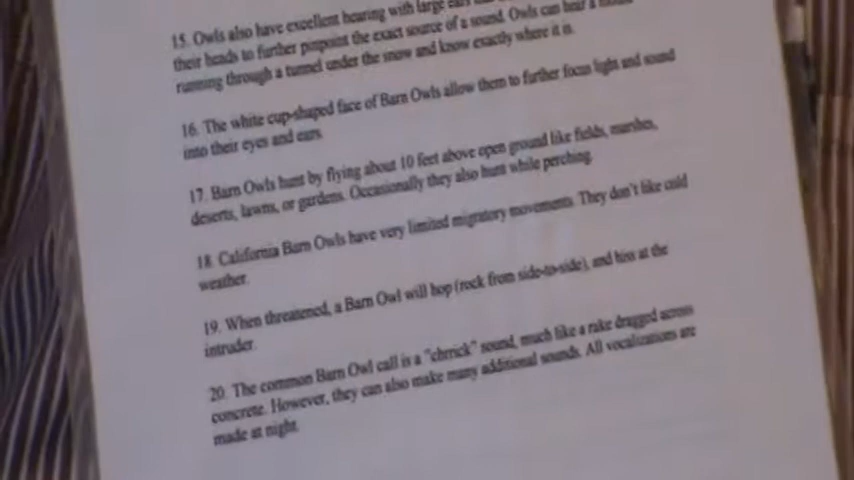 15. Owls also have excellent hearing with large ears
their heads to further pinpoint the exact source of a sound. Owls can hear a mouse
running through a tunnel under the snow and know exactly where it is.
16. The white cup-shaped face of Barn Owls allow them to further focus light and sound
into their eyes and ears.
17. Barn Owls hunt by flying about 10 feet above open ground like fields, marshes,
deserts, lawns, or gardens. Occasionally they also hunt while perching.
18. California Barn Owls have very limited migratory movements. They don't like cold
weather.
19. When threatened, a Barn Owl will hop (rock from side-to-side), and hiss at the
intruder.
20. The common Barn Owl call is a "chrrick" sound, much like a rake dragged across
concrete. However, they can also make many additional sounds. All vocalizations are
made at night.